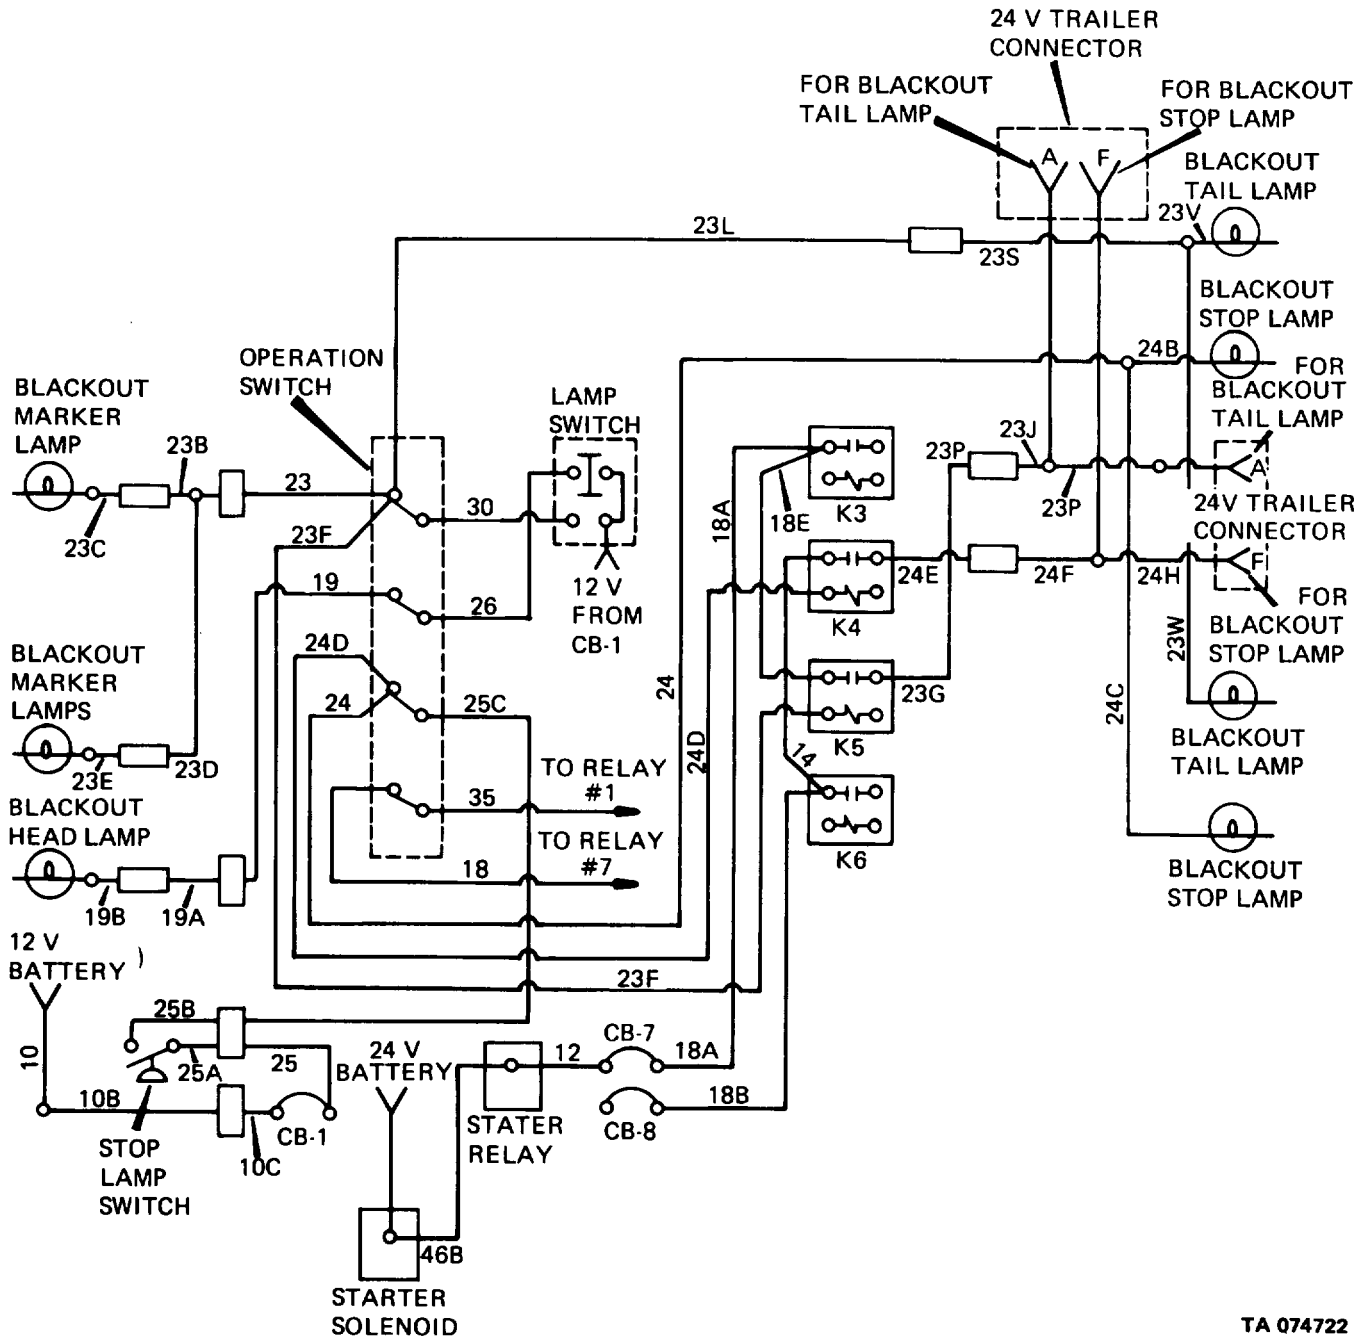 24 V TRAILER
CONNECTOR
FOR BLACKOUT
TAIL LAMP
FOR BLACKOUT
STOP LAMP
A
F
BLACKOUT
TAIL LAMP
23V
23L
23S
BLACKOUT
STOP LAMP
24B
OPERATION
SWITCH
BLACKOUT
MARKER
LAMP
LAMP
SWITCH
FOR
BLACKOUT
TAIL LAMP
23B
23
30
23C
23F
18A
18E
K3
23P
23J
23P
A
24V TRAILER
CONNECTOR
19
26
12 V
FROM
CB-1
24E
K4
24F
24H
F
FOR
BLACKOUT
STOP LAMP
BLACKOUT
MARKER
LAMPS
24D
24
25C
24
24D
23G
K5
14
24C
23W
BLACKOUT
TAIL LAMP
23E
23D
35
TO RELAY
#1
BLACKOUT
HEAD LAMP
TO RELAY
#7
18
K6
BLACKOUT
STOP LAMP
19B
19A
12 V
BATTERY
23F
25B
10
25A
25
24 V
BATTERY
12
CB-7
18A
10B
18B
CB-8
CB-1
10C
STOP
LAMP
SWITCH
STATER
RELAY
46B
STARTER
SOLENOID
TA 074722